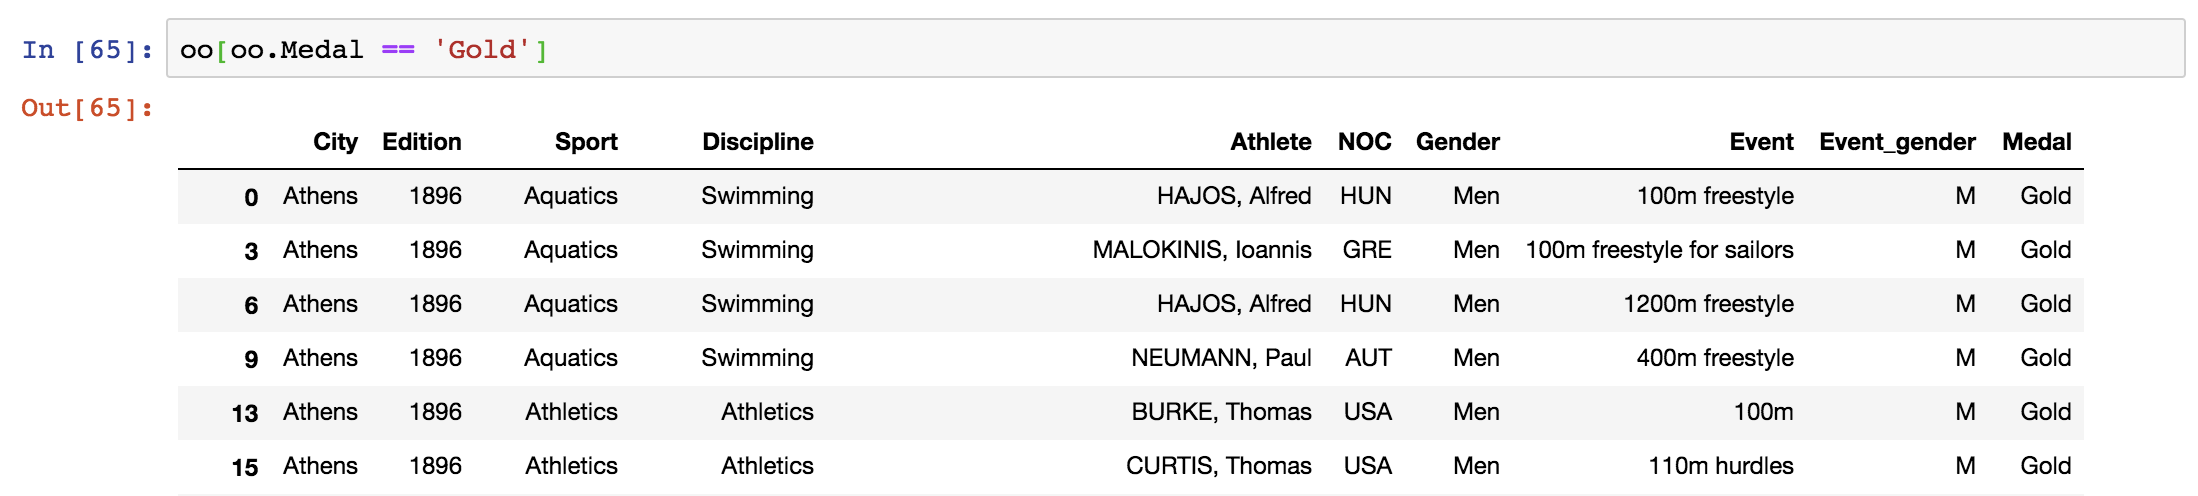 In [65]: oo[oo.Medal == 'Gold']
Out[65]:
City Edition Sport Discipline Athlete NOC Gender Event Event_gender Medal
0 Athens 1896 Aquatics Swimming HAJOS, Alfred HUN Men 100m freestyle M Gold
3 Athens 1896 Aquatics Swimming MALOKINIS, Ioannis GRE Men 100m freestyle for sailors M Gold
6 Athens 1896 Aquatics Swimming HAJOS, Alfred HUN Men 1200m freestyle M Gold
9 Athens 1896 Aquatics Swimming NEUMANN, Paul AUT Men 400m freestyle M Gold
13 Athens 1896 Athletics Athletics BURKE, Thomas USA Men 100m M Gold
15 Athens 1896 Athletics Athletics CURTIS, Thomas USA Men 110m hurdles M Gold